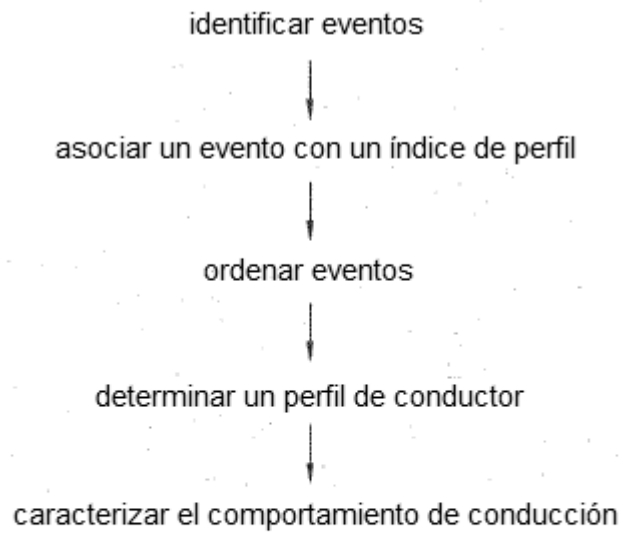 identificar eventos
asociar un evento con un índice de perfil
ordenar eventos
determinar un perfil de conductor
caracterizar el comportamiento de conducción